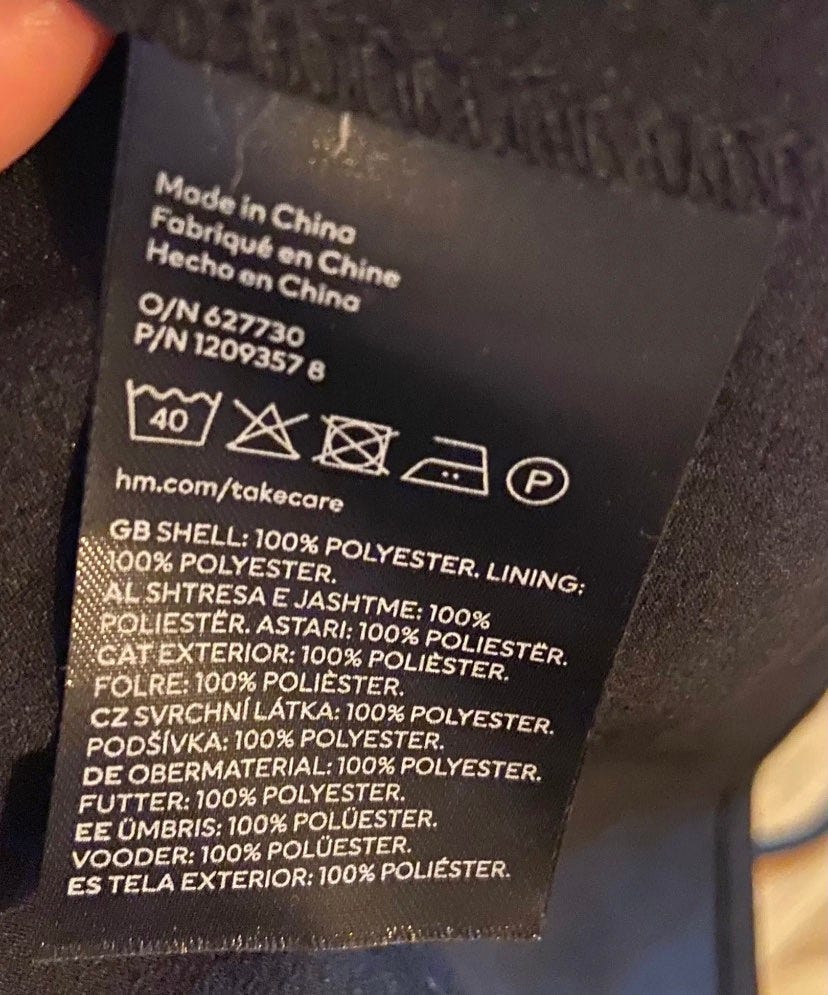 Made in China
Fabriqué en Chine
Hecho en China
O/N 627730
P/N 1209357 8
40
P
hm.com/takecare
GB SHELL: 100% POLYESTER. LINING:
100% POLYESTER.
AL SHTRESA E JASHTME: 100%
POLIESTËR. ASTARI: 100% POLIESTËR.
CAT EXTERIOR: 100% POLIÈSTER.
FOLRE: 100% POLIÈSTER.
CZ SVRCHNÍ LÁTKA: 100% POLYESTER.
PODŠÍVKA: 100% POLYESTER.
DE OBERMATERIAL: 100% POLYESTER.
FUTTER: 100% POLYESTER.
EE ÜMBRIS: 100% POLÜESTER.
VOODER: 100% POLÜESTER.
ES TELA EXTERIOR: 100% POLIÉSTER.